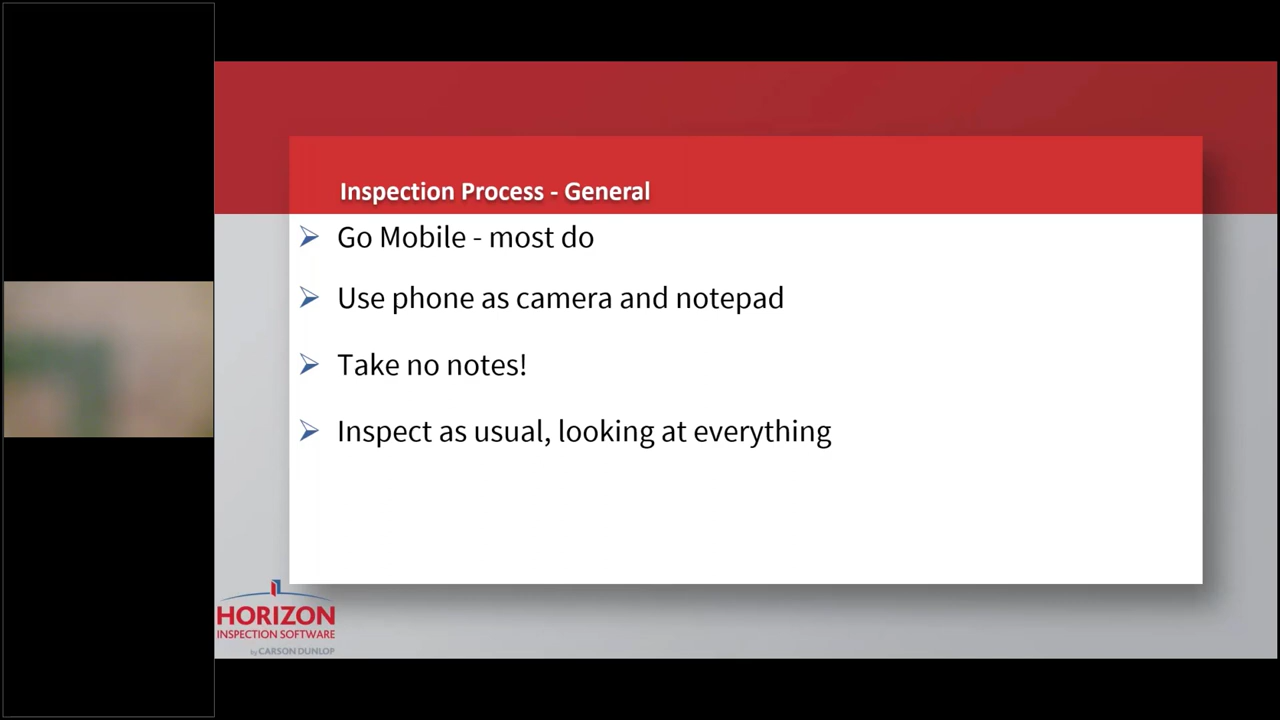 Inspection Process - General
Go Mobile - most do
Use phone as camera and notepad
Take no notes!
Inspect as usual, looking at everything
HORIZON
INSPECTION SOFTWARE
by CARSON DUNLOP